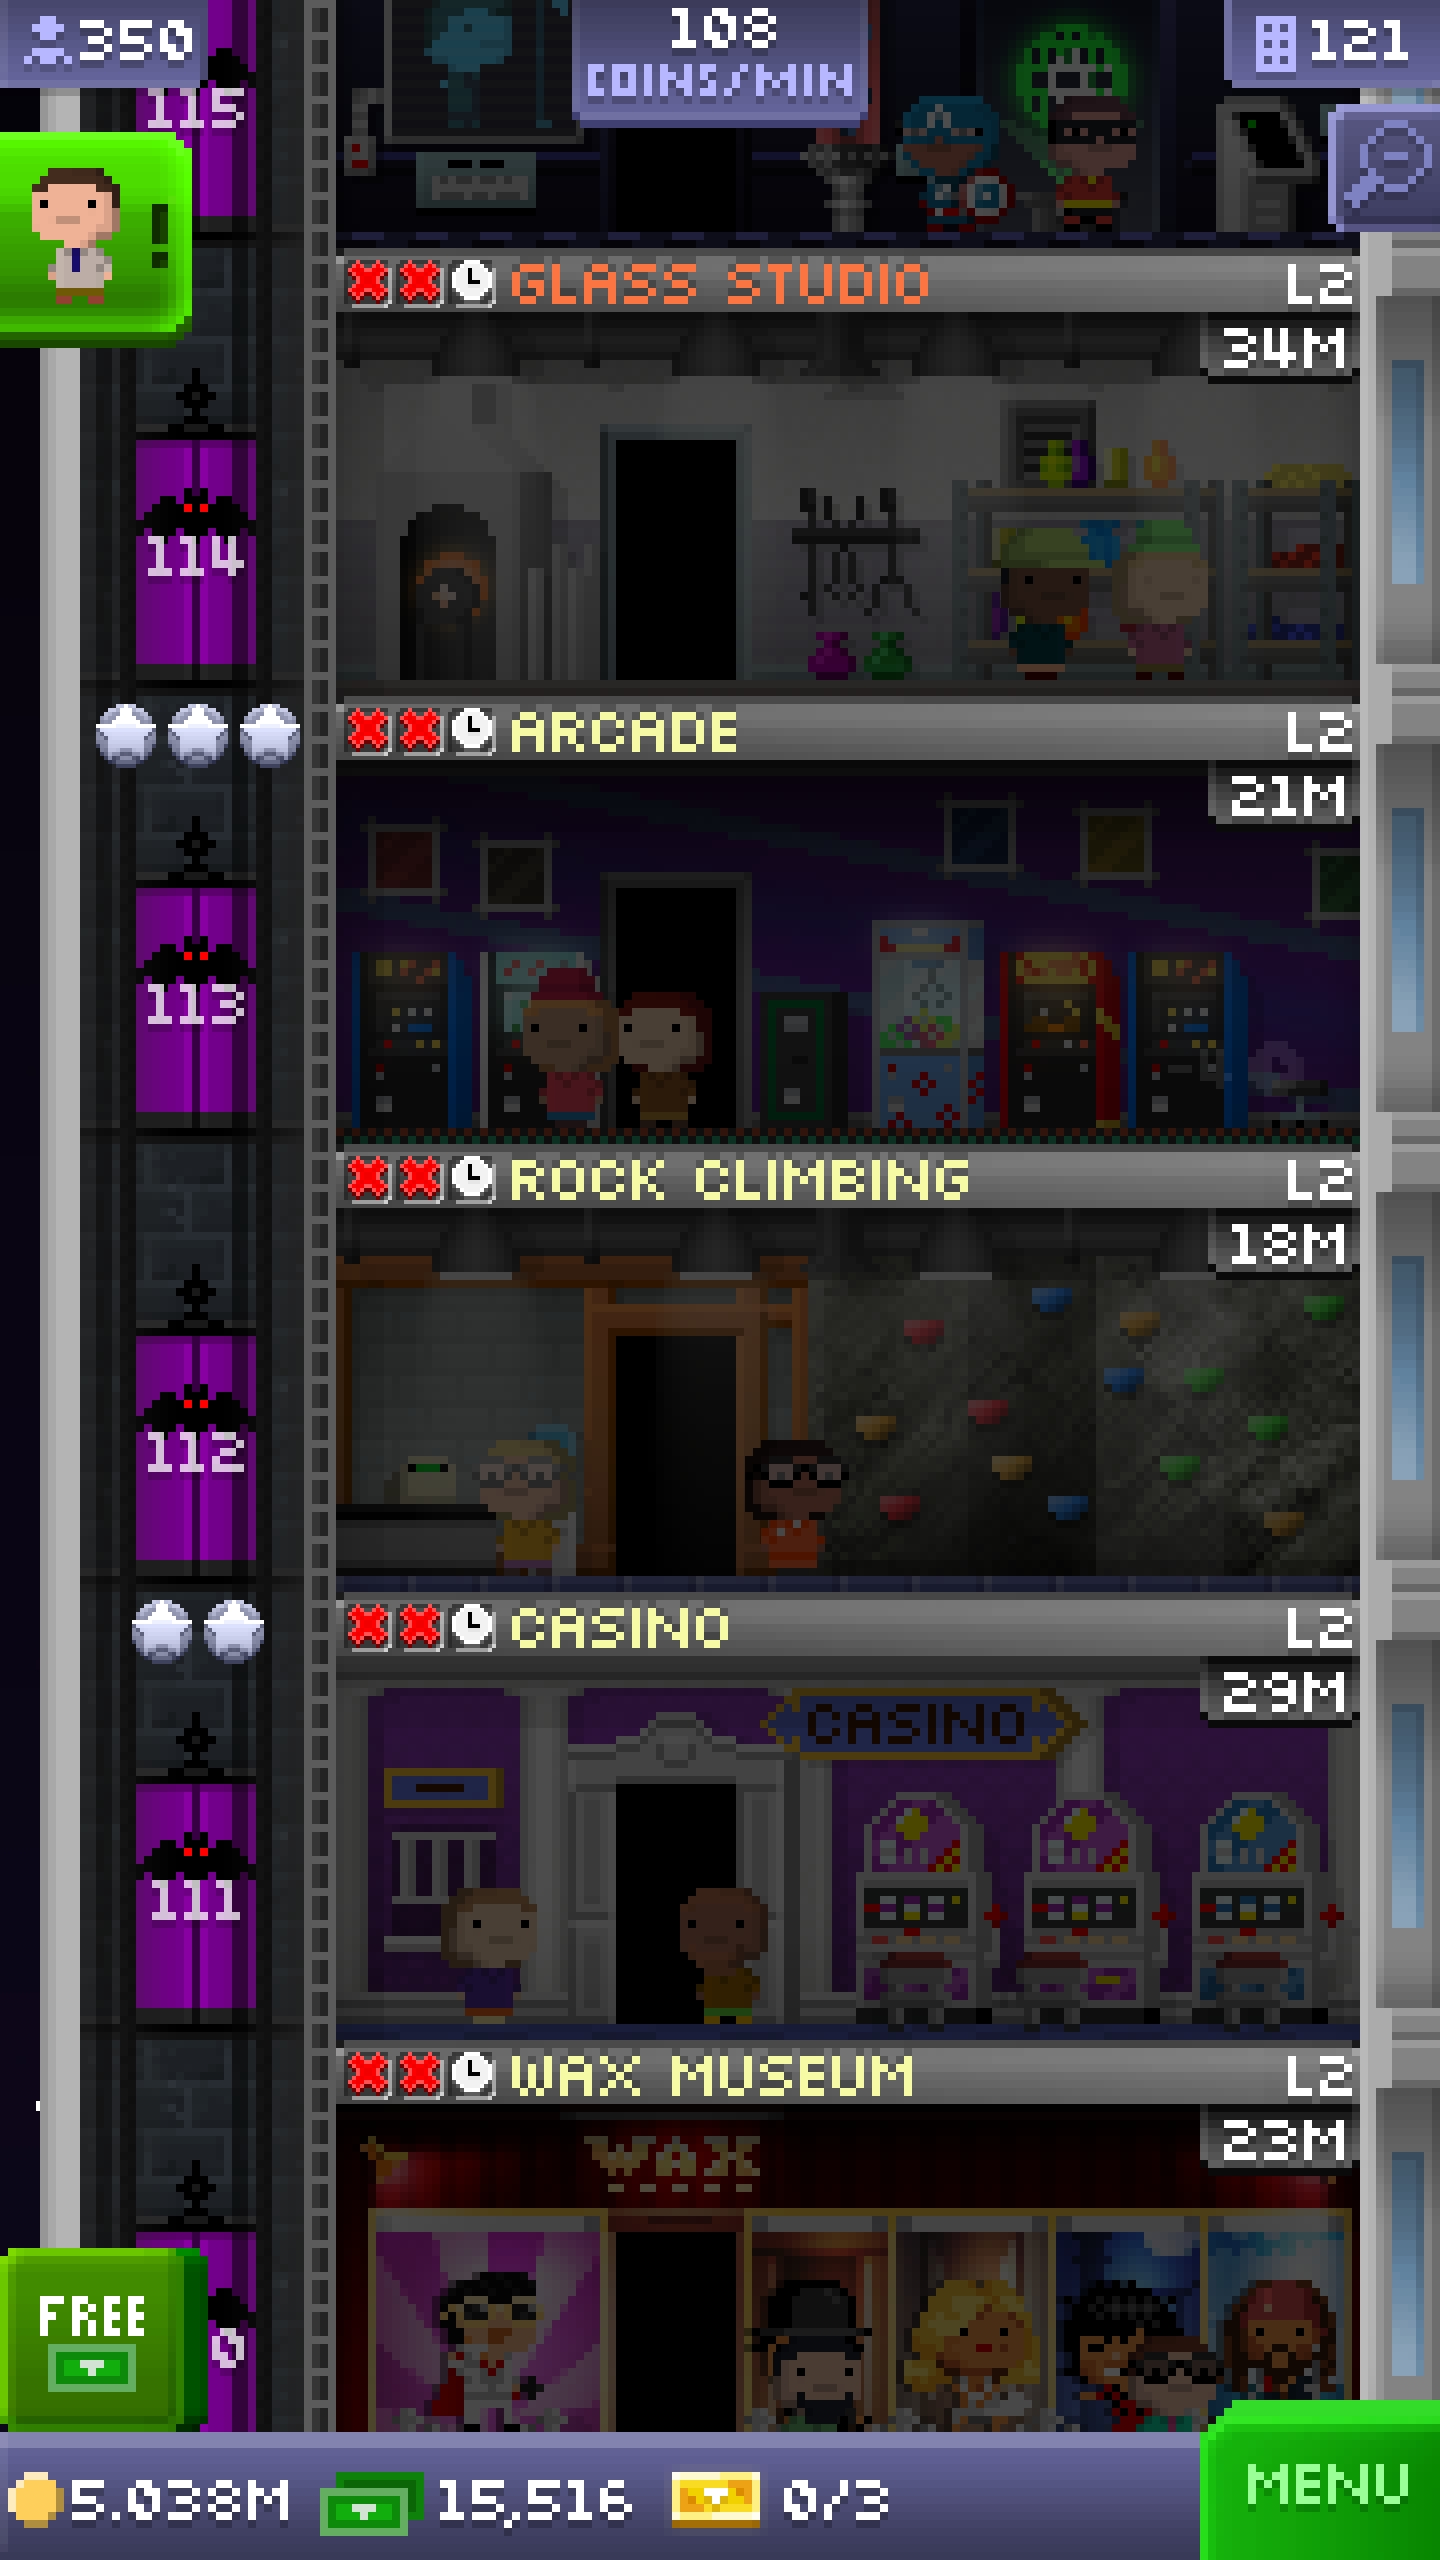 350
108
COINS/MIN
121
115
!
GLASS STUDIO L2
34M
114
ARCADE L2
21M
113
ROCK CLIMBING L2
18M
112
CASINO L2
29M
CASINO
111
WAX MUSEUM L2
23M
WAX
FREE
0
5.038M 15,516 0/3
MENU